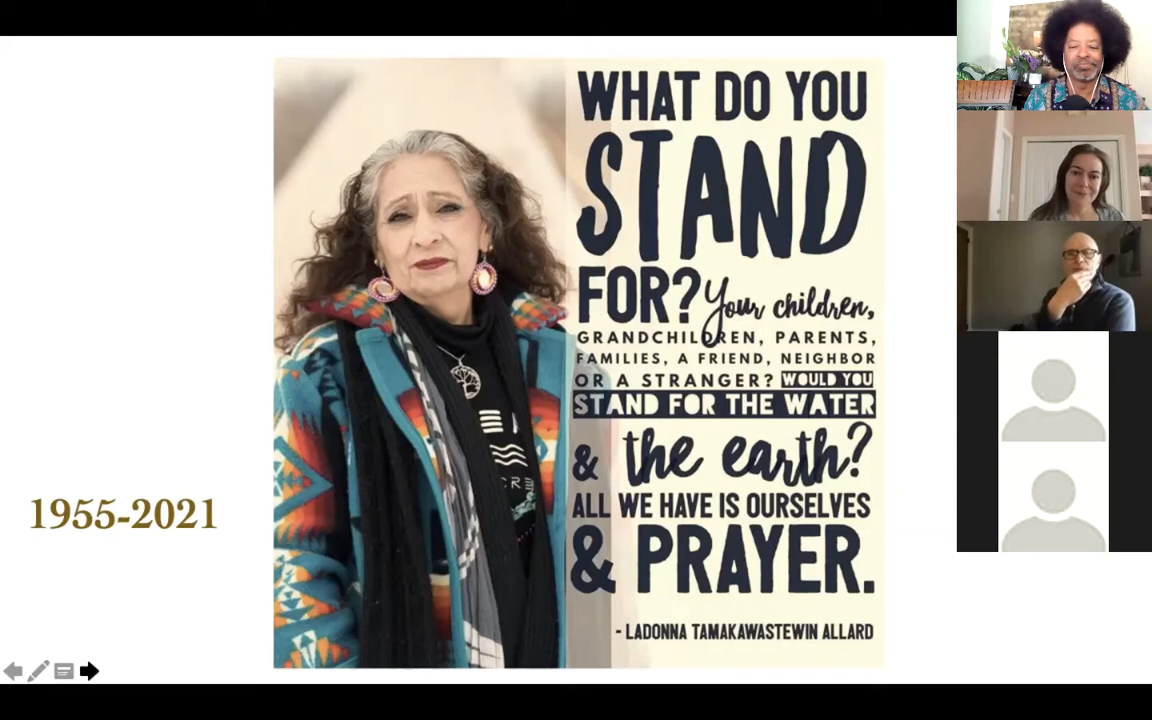 WHAT DO YOU
STAND
FOR? Your children,
GRANDCHILDREN, PARENTS,
FAMILIES, A FRIEND, NEIGHBOR
OR A STRANGER? WOULD YOU
STAND FOR THE WATER
& the earth?
ALL WE HAVE IS OURSELVES
& PRAYER.
- LADONNA TAMAKAWASTEWIN ALLARD
1955-2021